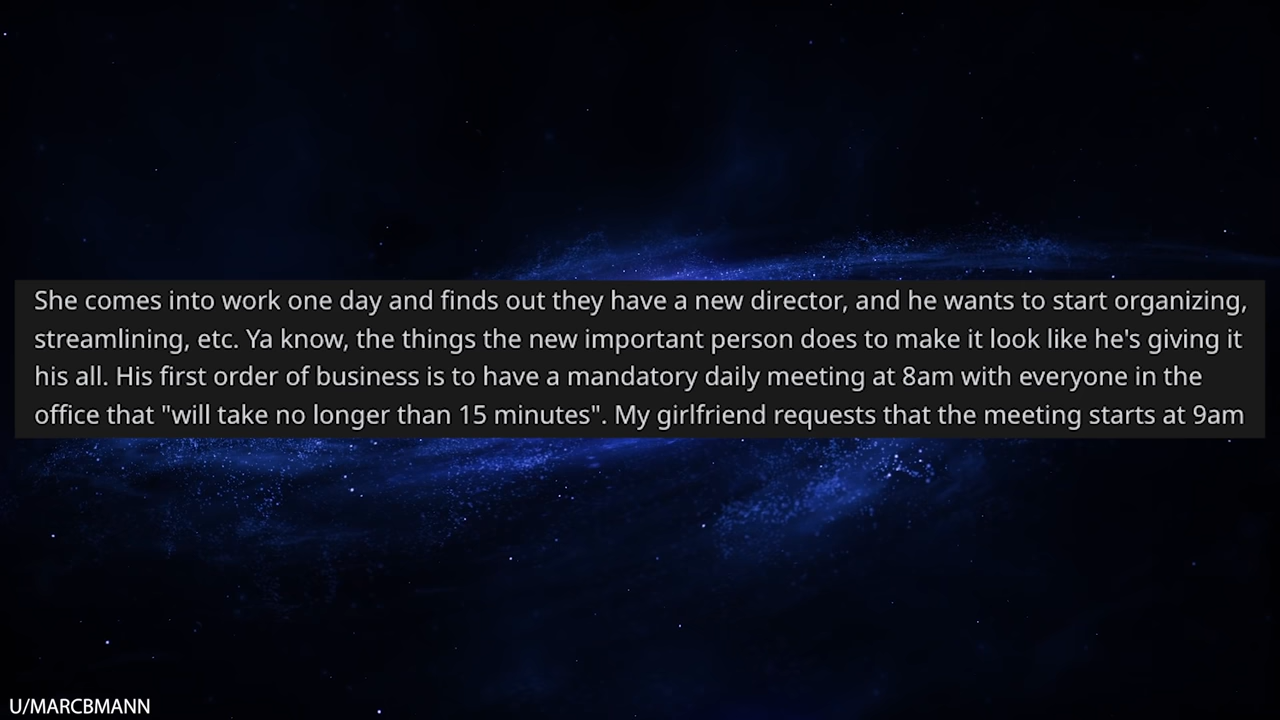 She comes into work one day and finds out they have a new director, and he wants to start organizing,
streamlining, etc. Ya know, the things the new important person does to make it look like he's giving it
his all. His first order of business is to have a mandatory daily meeting at 8am with everyone in the
office that "will take no longer than 15 minutes". My girlfriend requests that the meeting starts at 9am
U/MARCBMANN